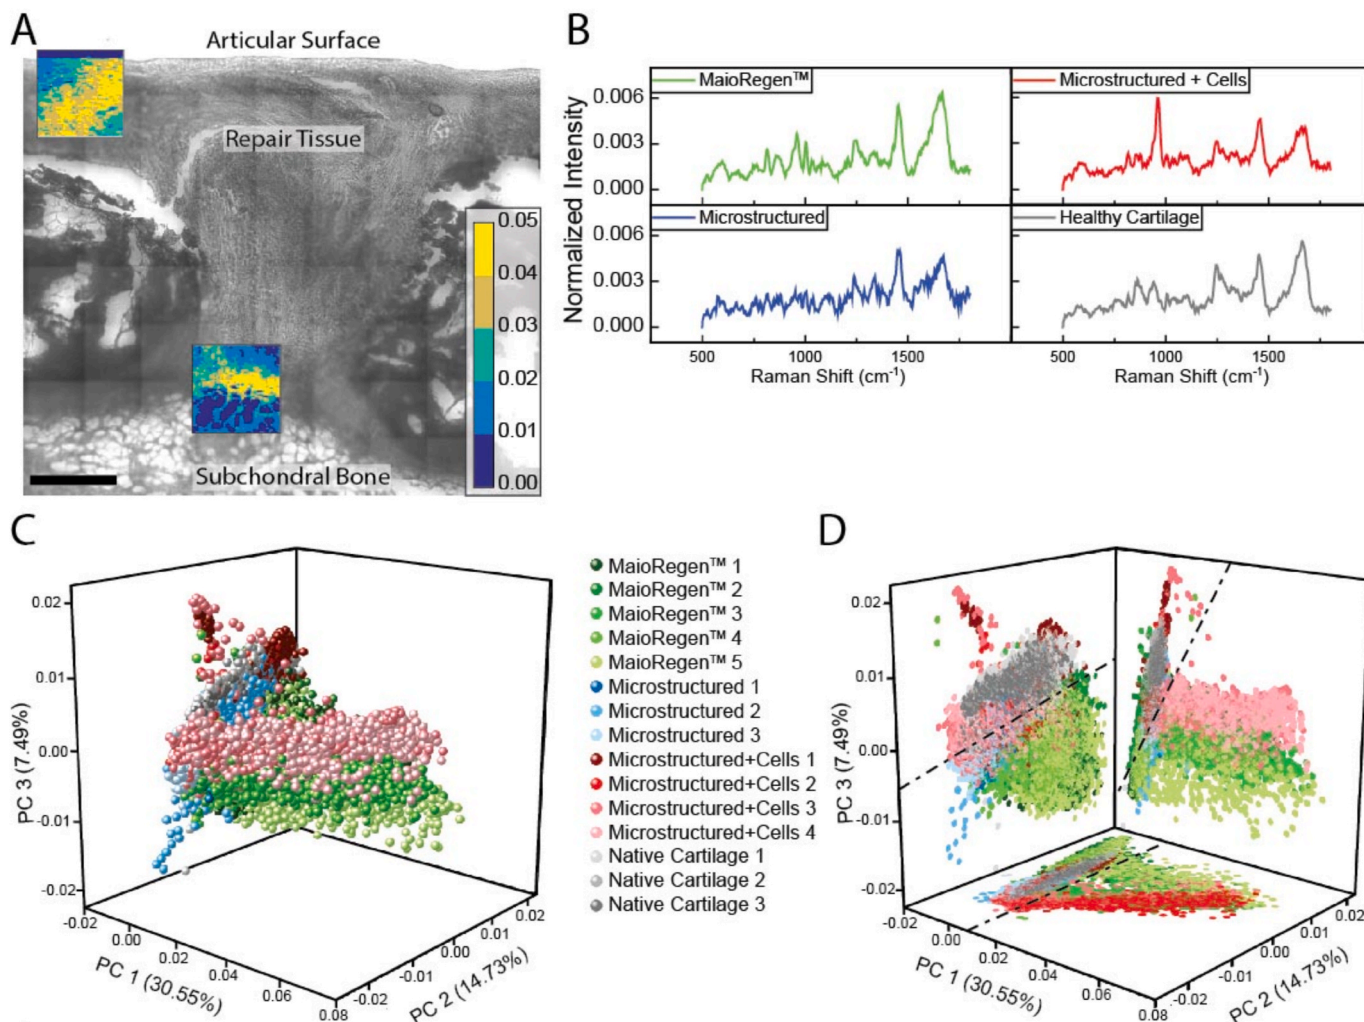 A
Articular Surface
Repair Tissue
Subchondral Bone
0.05
0.04
0.03
0.02
0.01
0.00
B
MaioRegen™
Microstructured + Cells
Microstructured
Healthy Cartilage
Normalized Intensity
0.006
0.003
0.000
0.006
0.003
0.000
500
1000
1500
500
1000
1500
Raman Shift (cm⁻¹)
Raman Shift (cm⁻¹)
C
PC 3 (7.49%)
0.02
0.01
0.00
-0.01
-0.02
-0.02
0.00
0.02
0.04
0.06
0.08
PC 1 (30.55%)
-0.02
-0.01
0.00
0.01
0.02
PC 2 (14.73%)
MaioRegen™ 1
MaioRegen™ 2
MaioRegen™ 3
MaioRegen™ 4
MaioRegen™ 5
Microstructured 1
Microstructured 2
Microstructured 3
Microstructured+Cells 1
Microstructured+Cells 2
Microstructured+Cells 3
Microstructured+Cells 4
Native Cartilage 1
Native Cartilage 2
Native Cartilage 3
D
PC 3 (7.49%)
0.02
0.01
0.00
-0.01
-0.02
-0.02
0.00
0.02
0.04
0.06
0.08
PC 1 (30.55%)
-0.02
-0.01
0.00
0.01
0.02
PC 2 (14.73%)